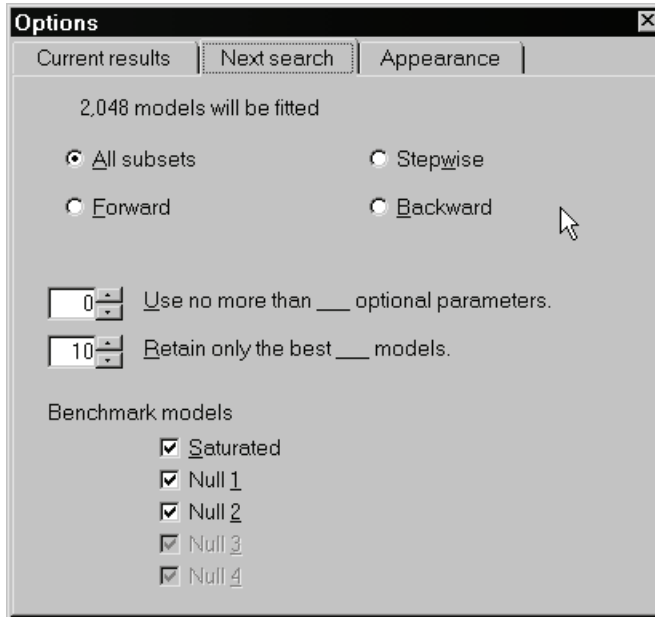 Options
Current results Next search Appearance
2,048 models will be fitted
All subsets Stepwise
Forward Backward
0 Use no more than ___ optional parameters.
10 Retain only the best ___ models.
Benchmark models
Saturated
Null 1
Null 2
Null 3
Null 4